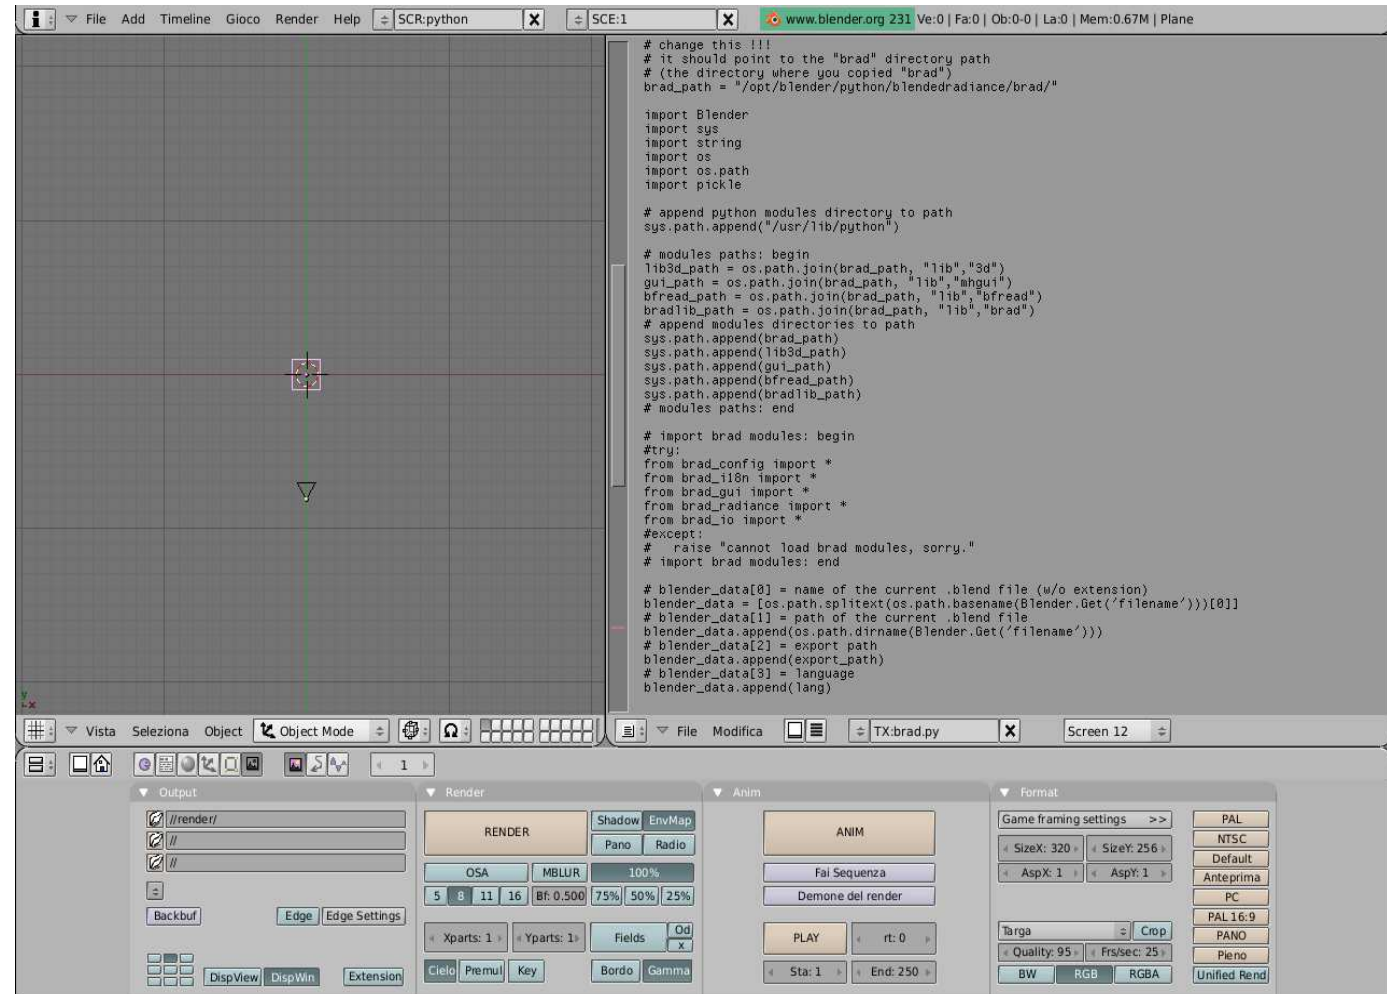 File Add Timeline Gioco Render Help SCR:python X SCE:1 X www.blender.org 231 Ve:0 | Fa:0 | Ob:0-0 | La:0 | Mem:0.67M | Plane
# change this !!!
# it should point to the "brad" directory path
# (the directory where you copied "brad")
brad_path = "/opt/blender/python/blendedradiance/brad/"
import Blender
import sys
import string
import os
import os.path
import pickle
# append python modules directory to path
sys.path.append("/usr/lib/python")
# modules paths: begin
lib3d_path = os.path.join(brad_path, "lib","3d")
gui_path = os.path.join(brad_path, "lib","mhgui")
bfread_path = os.path.join(brad_path, "lib","bfread")
bradlib_path = os.path.join(brad_path, "lib","brad")
# append modules directories to path
sys.path.append(brad_path)
sys.path.append(lib3d_path)
sys.path.append(gui_path)
sys.path.append(bfread_path)
sys.path.append(bradlib_path)
# modules paths: end
# import brad modules: begin
#try:
from brad_config import *
from brad_i18n import *
from brad_gui import *
from brad_radiance import *
from brad_io import *
#except:
#   raise "cannot load brad modules, sorry."
# import brad modules: end
# blender_data[0] = name of the current .blend file (w/o extension)
blender_data = [os.path.splitext(os.path.basename(Blender.Get('filename')))[0]]
# blender_data[1] = path of the current .blend file
blender_data.append(os.path.dirname(Blender.Get('filename')))
# blender_data[2] = export path
blender_data.append(export_path)
# blender_data[3] = language
blender_data.append(lang)
y
x
Vista Seleziona Object Object Mode
File Modifica TX:brad.py X Screen 12
1
Output
//render/
//
//
Backbuf Edge Edge Settings
DispView DispWin Extension
Render
RENDER Shadow EnvMap
Pano Radio
OSA MBLUR 100%
5 8 11 16 Bf: 0.500 75% 50% 25%
Xparts: 1 Yparts: 1 Fields Od
x
Cielo Premul Key Bordo Gamma
Anim
ANIM
Fai Sequenza
Demone del render
PLAY rt: 0
Sta: 1 End: 250
Format
Game framing settings >>
SizeX: 320 SizeY: 256
AspX: 1 AspY: 1
Targa Crop
Quality: 95 Frs/sec: 25
BW RGB RGBA
PAL
NTSC
Default
Anteprima
PC
PAL 16:9
PANO
Pieno
Unified Rend